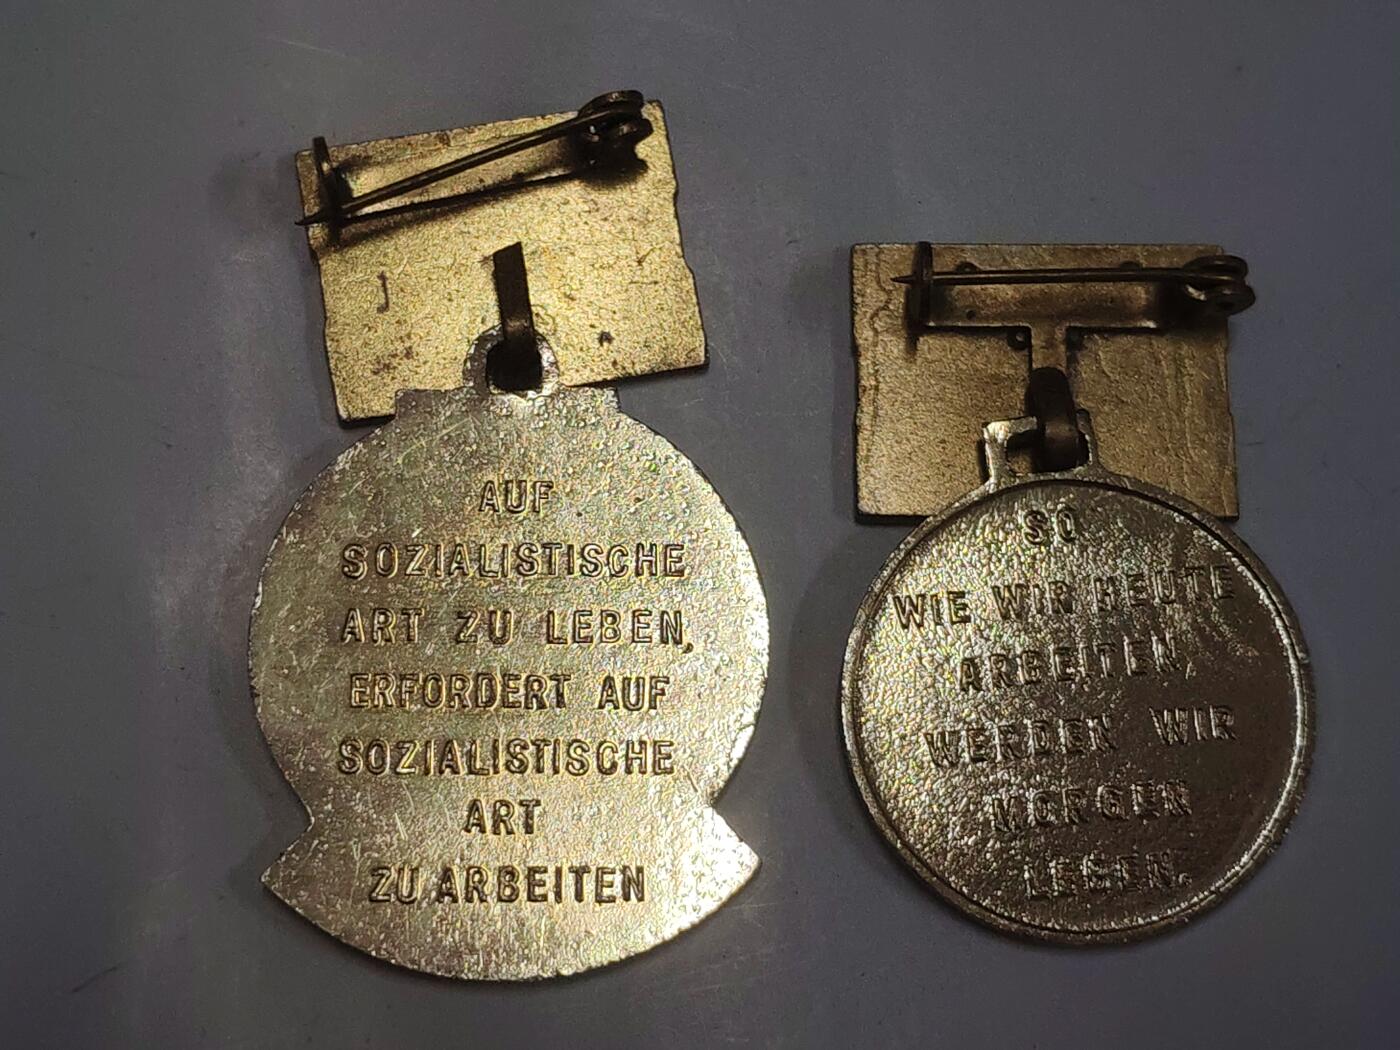 AUF
SOZIALISTISCHE
ART ZU LEBEN,
ERFORDERT AUF
SOZIALISTISCHE
ART
ZU ARBEITEN
SO
WIE WIR HEUTE
ARBEITEN,
WERDEN WIR
MORGEN
LEBEN.